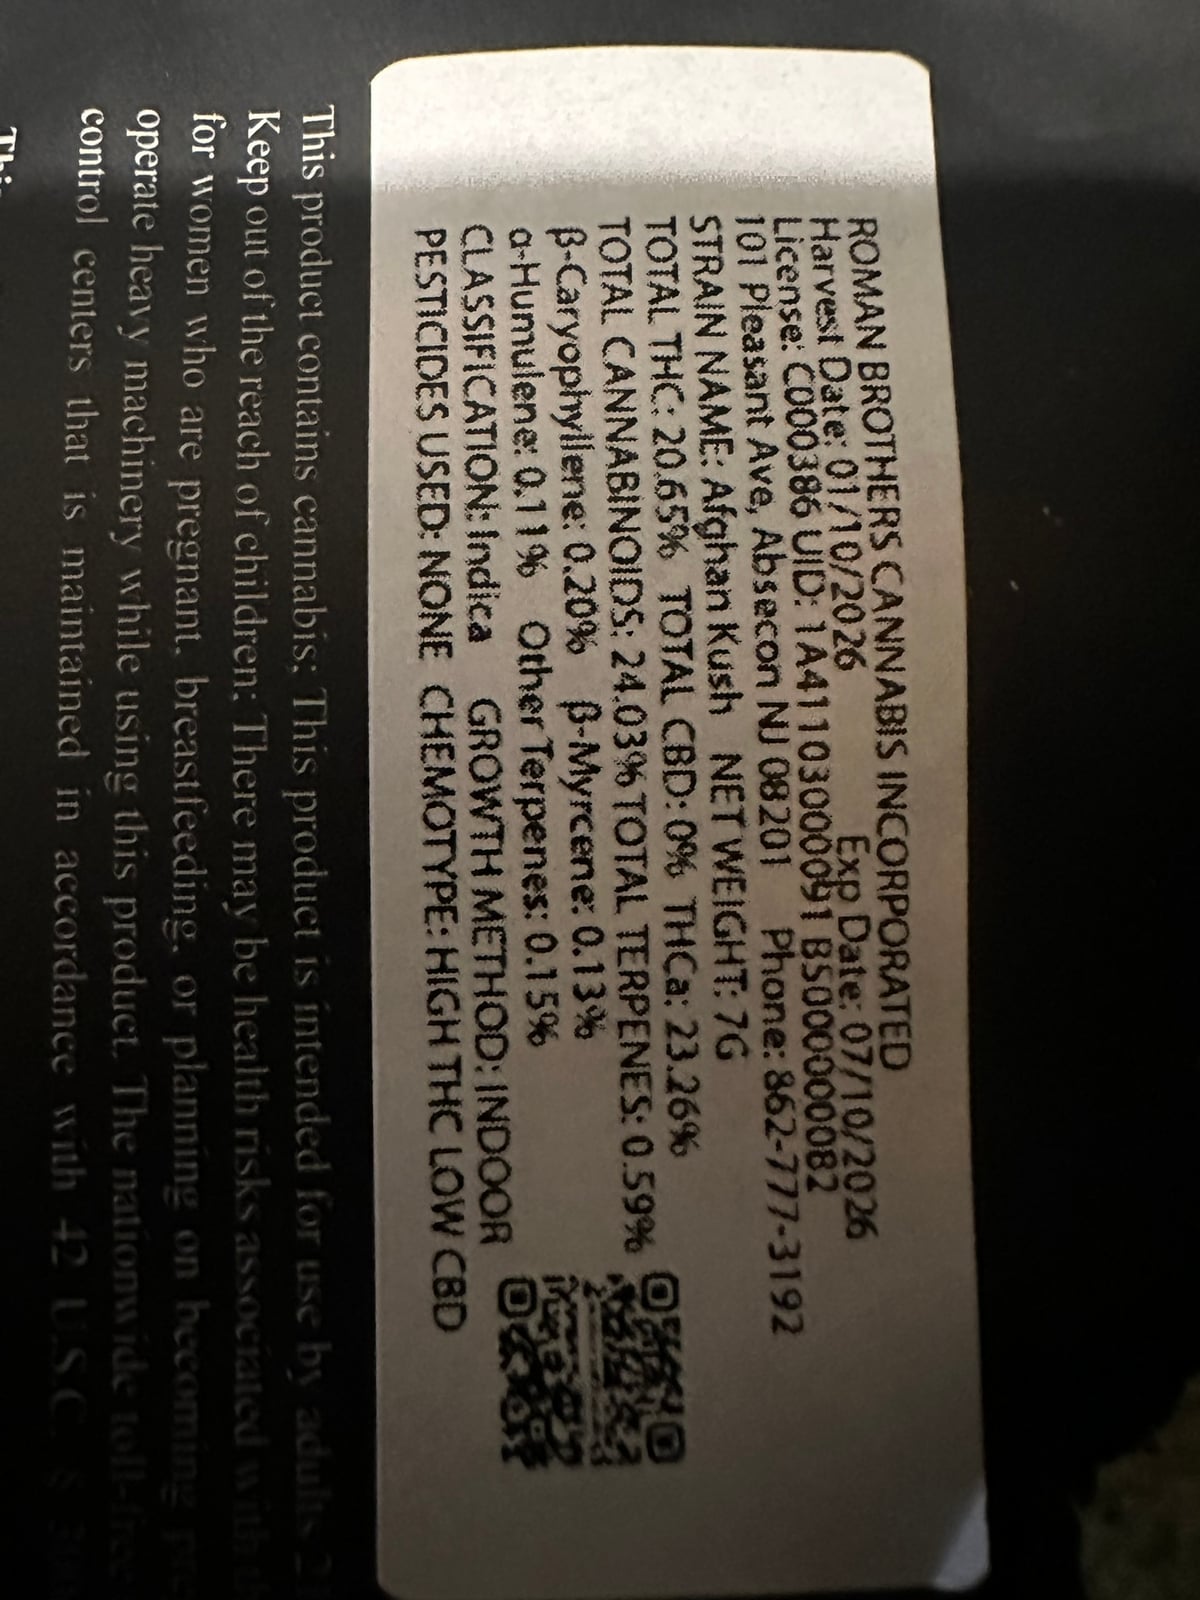 ROMAN BROTHERS CANNABIS INCORPORATED
Harvest Date: 01/10/2026 Exp Date: 07/10/2026
License: C000386 UID: 1A4110300000091 BS0000000082
101 Pleasant Ave, Absecon NJ 08201 Phone: 862-777-3192
STRAIN NAME: Afghan Kush NET WEIGHT: 7G
TOTAL THC: 20.65% TOTAL CBD: 0% THCa: 23.26%
TOTAL CANNABINOIDS: 24.03% TOTAL TERPENES: 0.59%
β-Caryophyllene: 0.20% β-Myrcene: 0.13%
α-Humulene: 0.11% Other Terpenes: 0.15%
CLASSIFICATION: Indica GROWTH METHOD: INDOOR
PESTICIDES USED: NONE CHEMOTYPE: HIGH THC LOW CBD
This product contains cannabis; This product is intended for use by adults 21
Keep out of the reach of children; There may be health risks associated with
for women who are pregnant, breastfeeding, or planning on becoming
operate heavy machinery while using this product. The nationwide toll-free
control centers that is maintained in accordance with 42 U.S.C. §